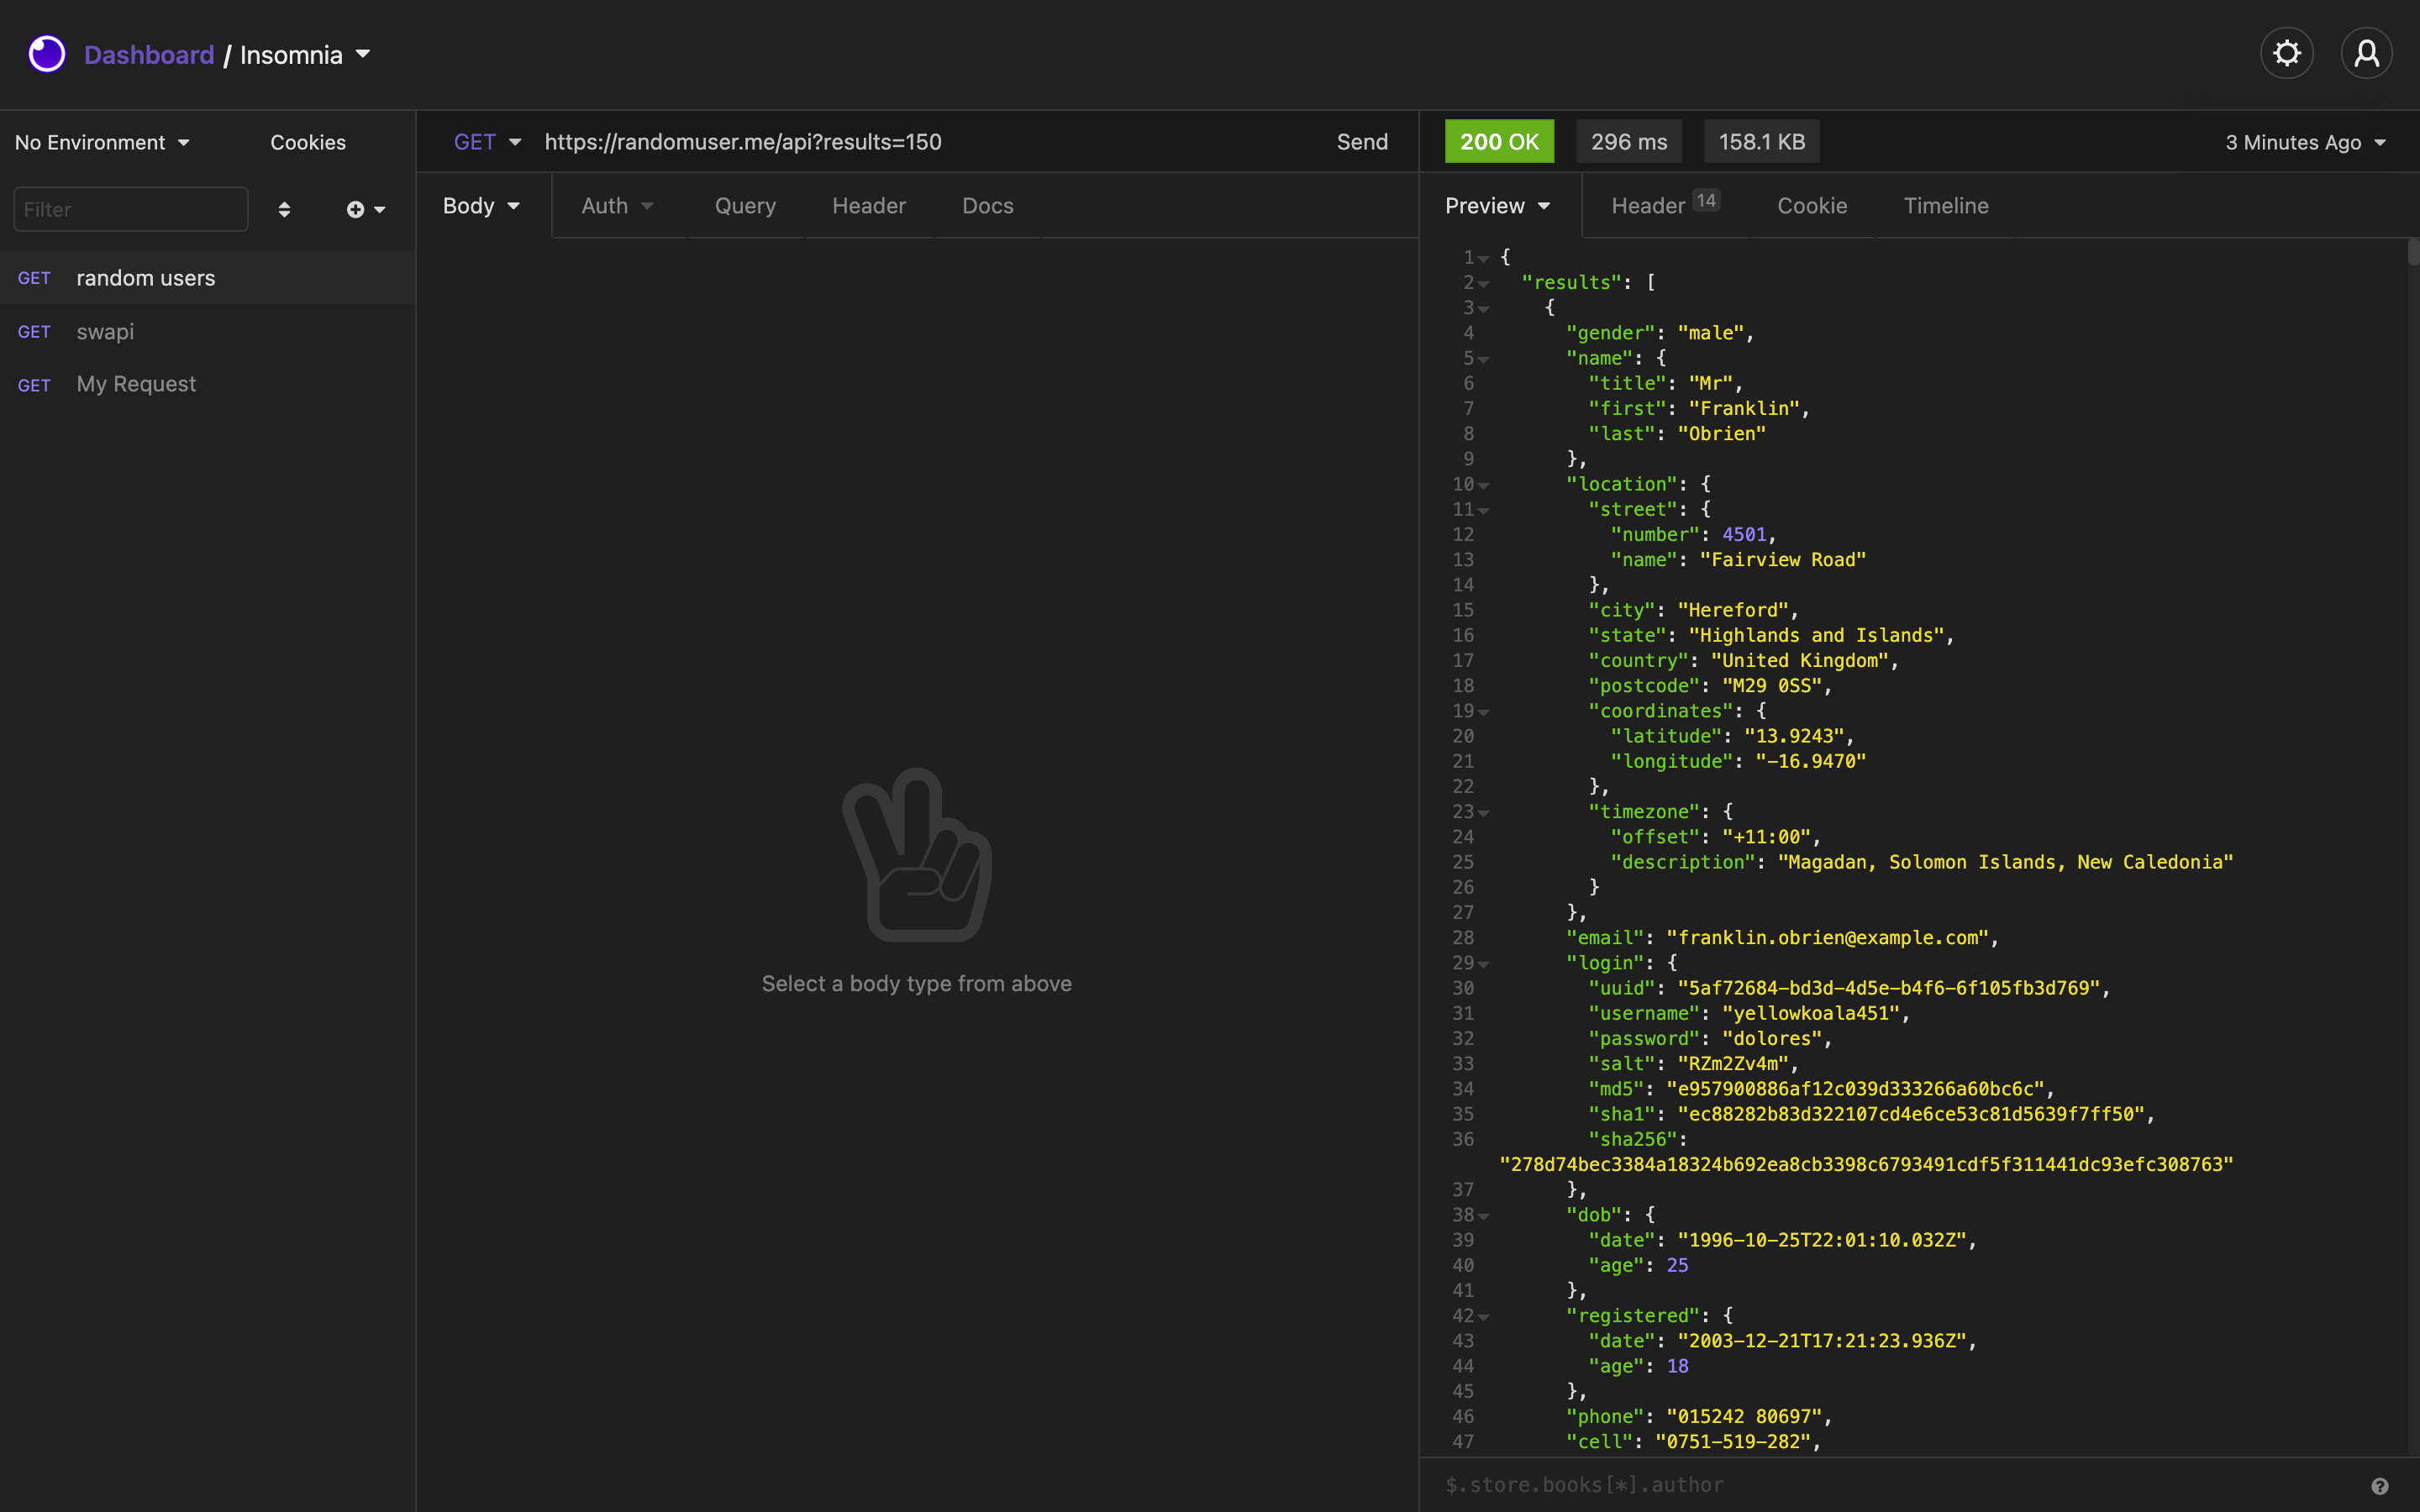 Dashboard / Insomnia
No Environment
Cookies
Filter
GET random users
GET swapi
GET My Request
GET https://randomuser.me/api?results=150 Send
Body Auth Query Header Docs
Select a body type from above
200 OK 296 ms 158.1 KB 3 Minutes Ago
Preview Header 14 Cookie Timeline
1 {
2 "results": [
3 {
4 "gender": "male",
5 "name": {
6 "title": "Mr",
7 "first": "Franklin",
8 "last": "Obrien"
9 },
10 "location": {
11 "street": {
12 "number": 4501,
13 "name": "Fairview Road"
14 },
15 "city": "Hereford",
16 "state": "Highlands and Islands",
17 "country": "United Kingdom",
18 "postcode": "M29 0SS",
19 "coordinates": {
20 "latitude": "13.9243",
21 "longitude": "-16.9470"
22 },
23 "timezone": {
24 "offset": "+11:00",
25 "description": "Magadan, Solomon Islands, New Caledonia"
26 }
27 },
28 "email": "franklin.obrien@example.com",
29 "login": {
30 "uuid": "5af72684-bd3d-4d5e-b4f6-6f105fb3d769",
31 "username": "yellowkoala451",
32 "password": "dolores",
33 "salt": "RZm2Zv4m",
34 "md5": "e957900886af12c039d333266a60bc6c",
35 "sha1": "ec88282b83d322107cd4e6ce53c81d5639f7ff50",
36 "sha256":
"278d74bec3384a18324b692ea8cb3398c6793491cdf5f311441dc93efc308763"
37 },
38 "dob": {
39 "date": "1996-10-25T22:01:10.032Z",
40 "age": 25
41 },
42 "registered": {
43 "date": "2003-12-21T17:21:23.936Z",
44 "age": 18
45 },
46 "phone": "015242 80697",
47 "cell": "0751-519-282",
$.store.books[*].author